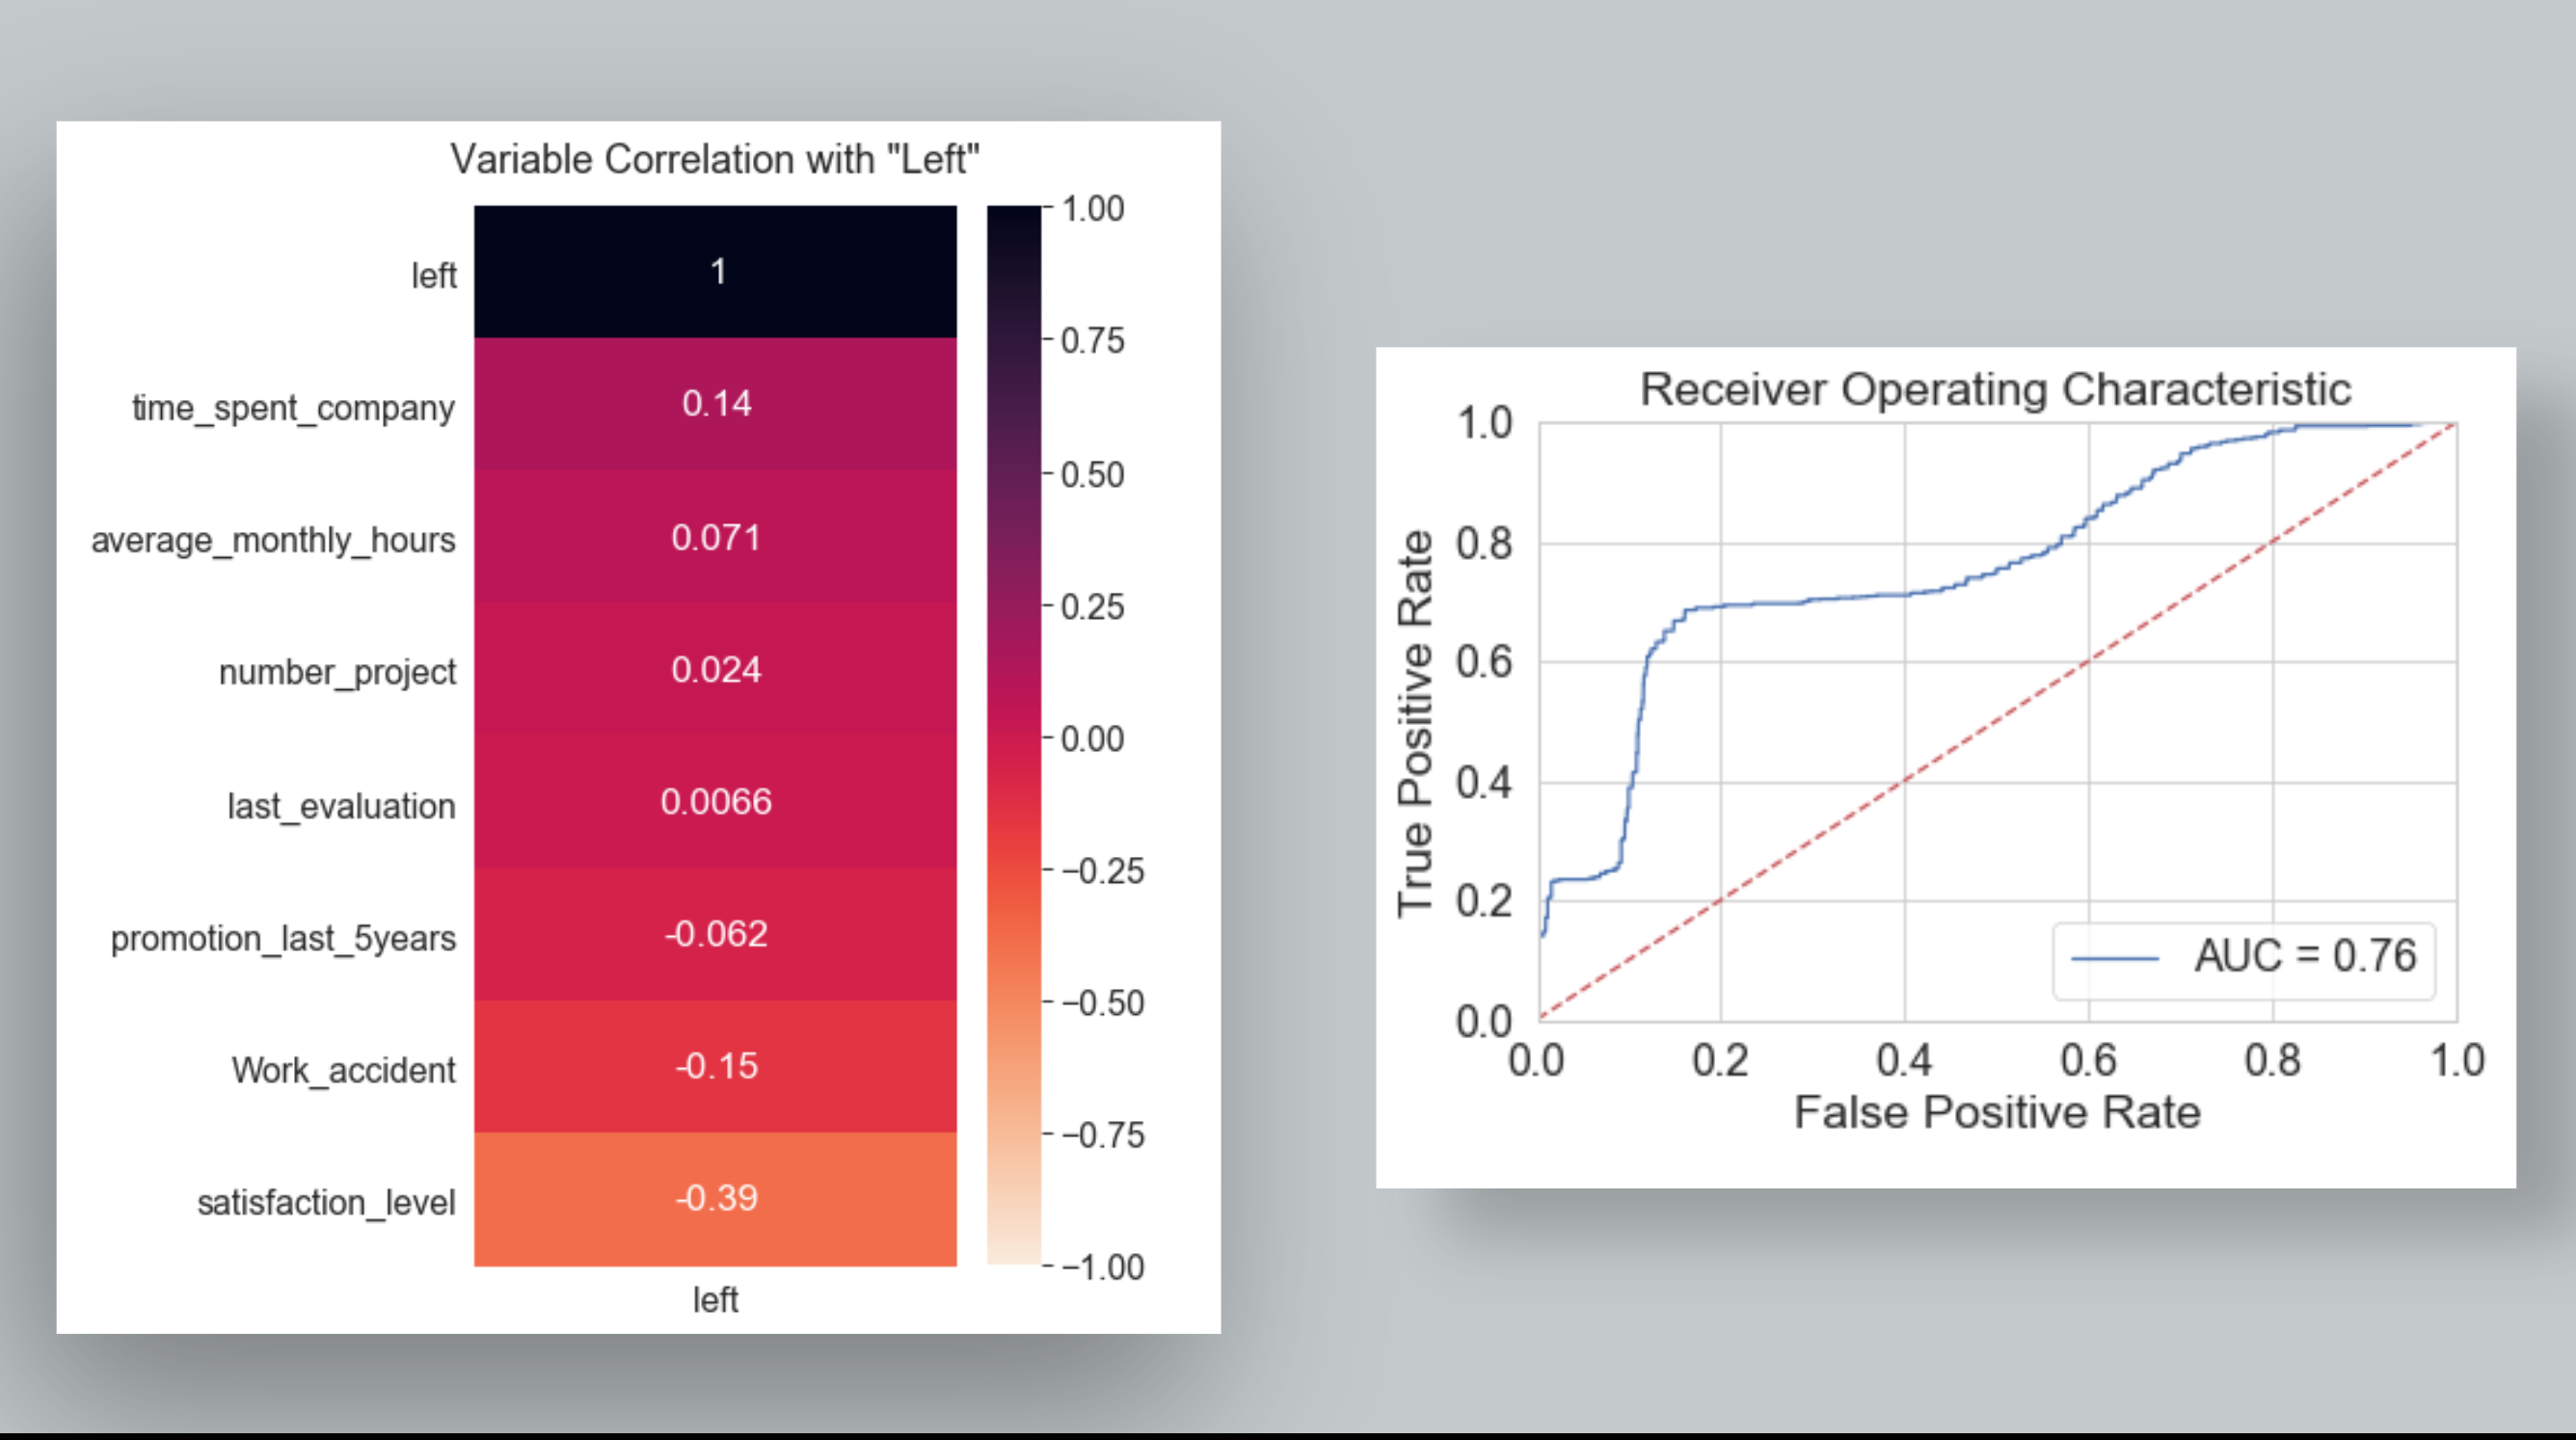 Variable Correlation with "Left"
left
1
time_spent_company
0.14
average_monthly_hours
0.071
number_project
0.024
last_evaluation
0.0066
promotion_last_5years
-0.062
Work_accident
-0.15
satisfaction_level
-0.39
left
1.00
0.75
0.50
0.25
0.00
−0.25
−0.50
−0.75
−1.00
Receiver Operating Characteristic
True Positive Rate
1.0
0.8
0.6
0.4
0.2
0.0
AUC = 0.76
0.0 0.2 0.4 0.6 0.8 1.0
False Positive Rate